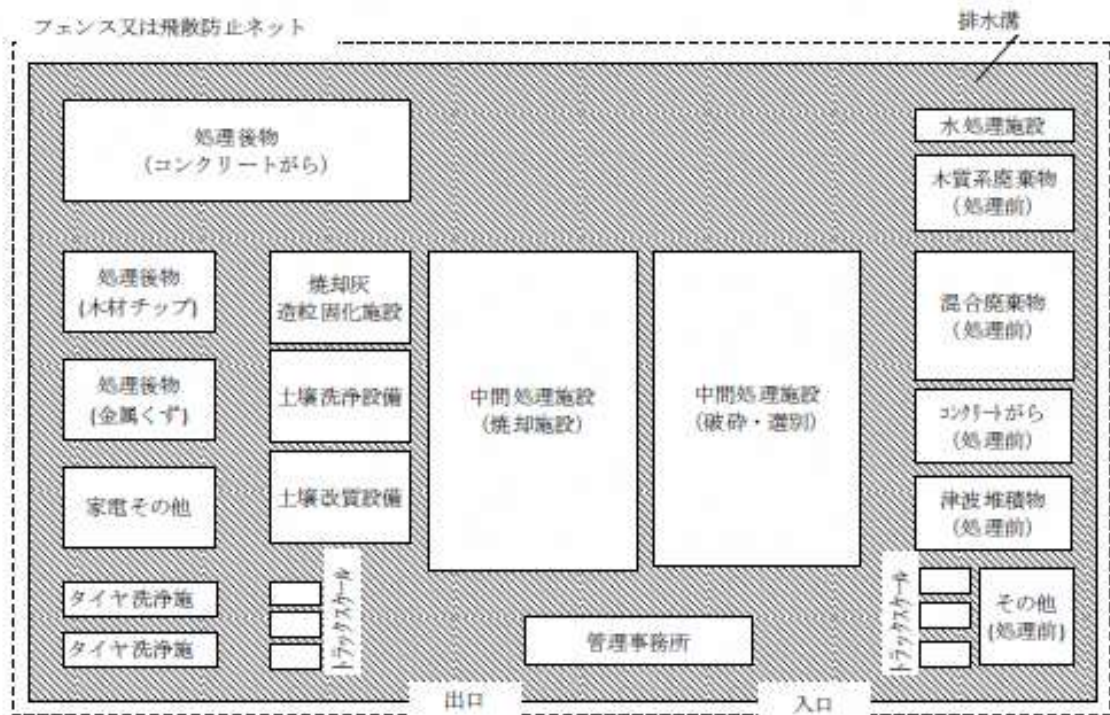 フェンス又は飛散防止ネット
排水溝
処理後物
(コンクリートがら)
水処理施設
木質系廃棄物
(処理前)
処理後物
(木材チップ)
焼却灰
造粒固化施設
中間処理施設
(焼却施設)
中間処理施設
(破砕・選別)
混合廃棄物
(処理前)
処理後物
(金属くず)
土壌洗浄設備
コンクリートがら
(処理前)
家電その他
土壌改質設備
津波堆積物
(処理前)
タイヤ洗浄施
タイヤ洗浄施
トラックスケール
管理事務所
トラックスケール
その他
(処理前)
出口
入口